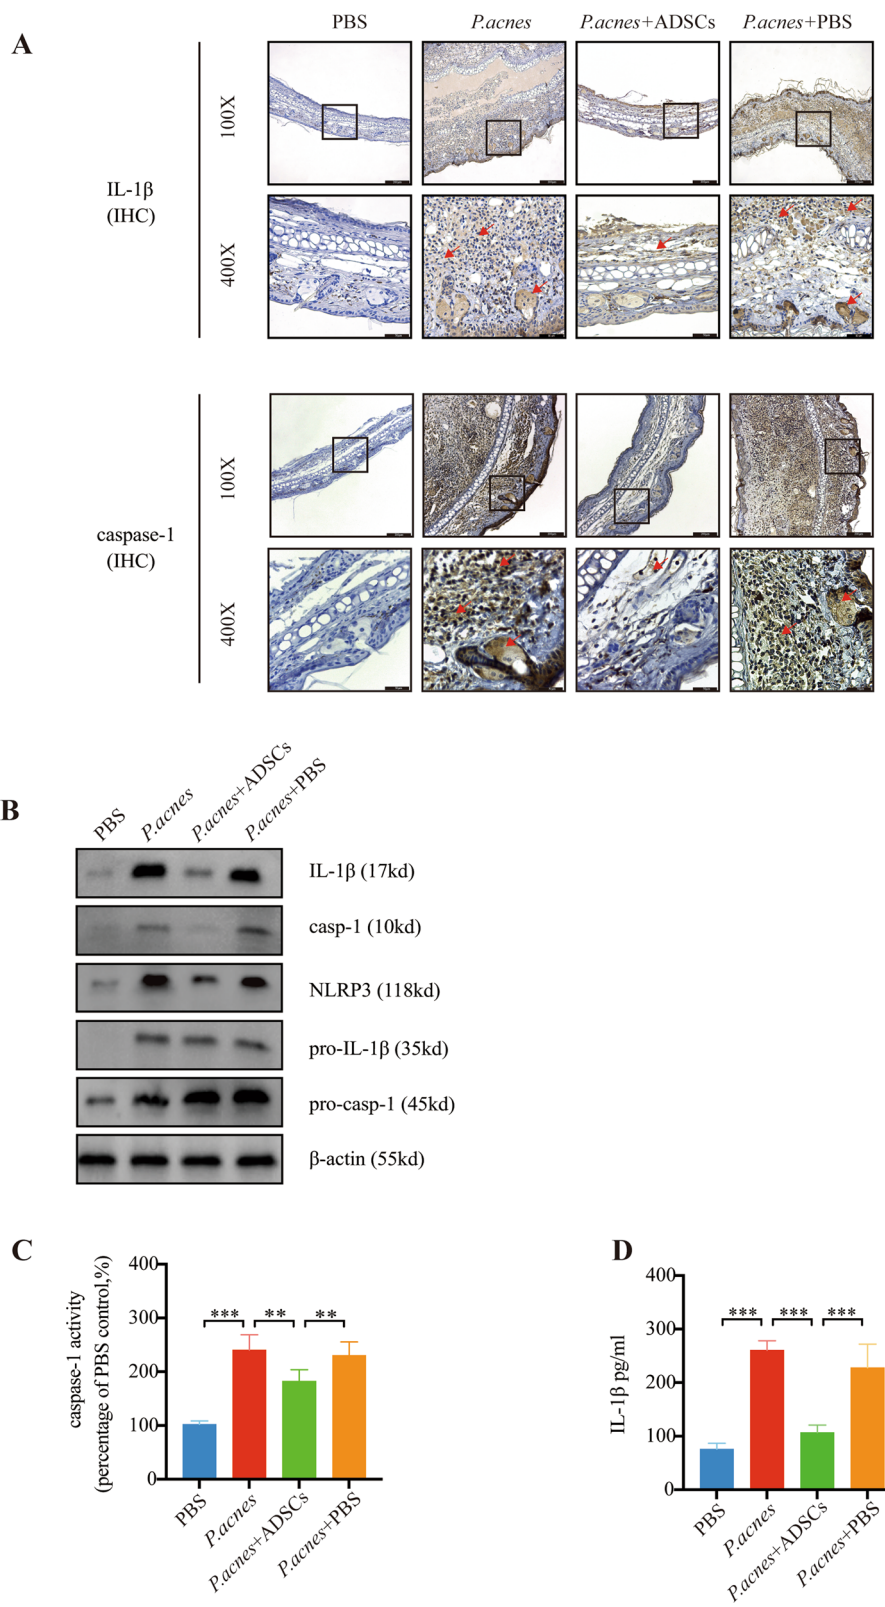 A
PBS
P.acnes
P.acnes+ADSCs
P.acnes+PBS
IL-1β
(IHC)
100X
400X
caspase-1
(IHC)
100X
400X
B
PBS
P.acnes
P.acnes+ADSCs
P.acnes+PBS
IL-1β (17kd)
casp-1 (10kd)
NLRP3 (118kd)
pro-IL-1β (35kd)
pro-casp-1 (45kd)
β-actin (55kd)
C
caspase-1 activity
(percentage of PBS control,%)
400
300
200
100
0
***
**
**
PBS
P.acnes
P.acnes+ADSCs
P.acnes+PBS
D
IL-1β pg/ml
400
300
200
100
0
***
***
***
PBS
P.acnes
P.acnes+ADSCs
P.acnes+PBS